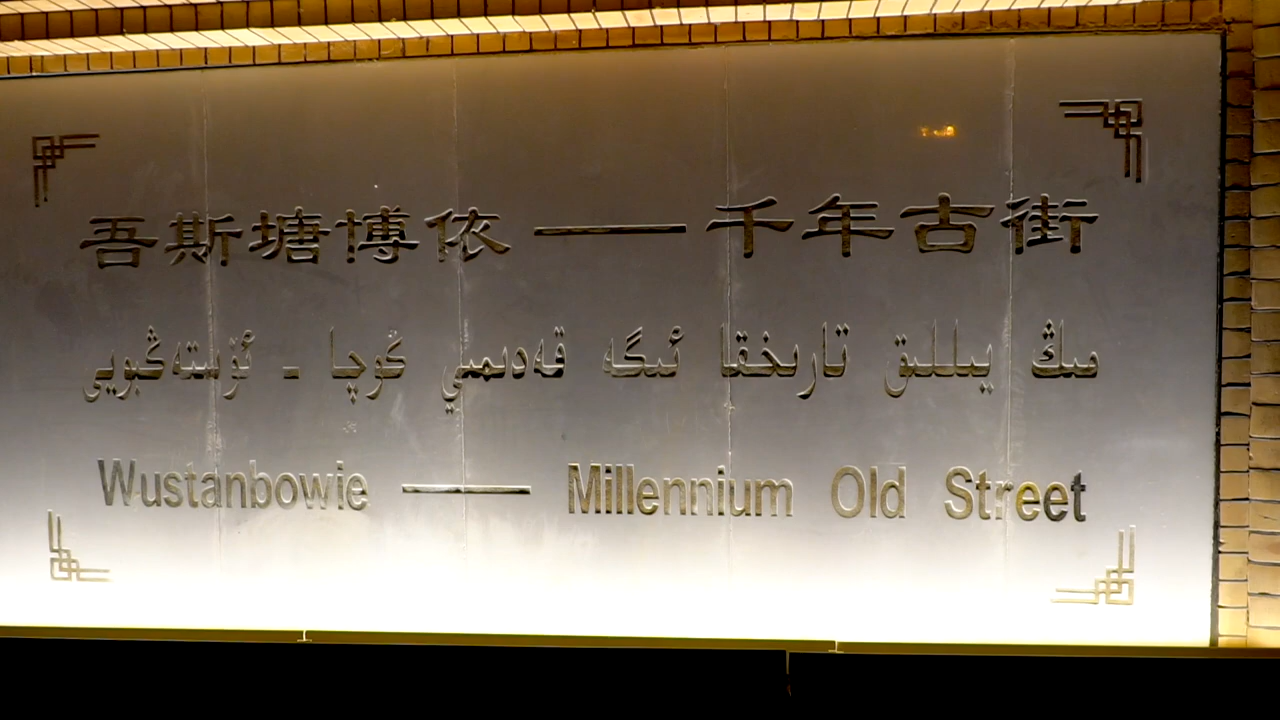 吾斯塘博依——千年古街
مىڭ يىللىق تارىخقا ئىگە قەدىمىي كوچا - ئۆستەڭبويى
Wustanbowie — Millennium Old Street